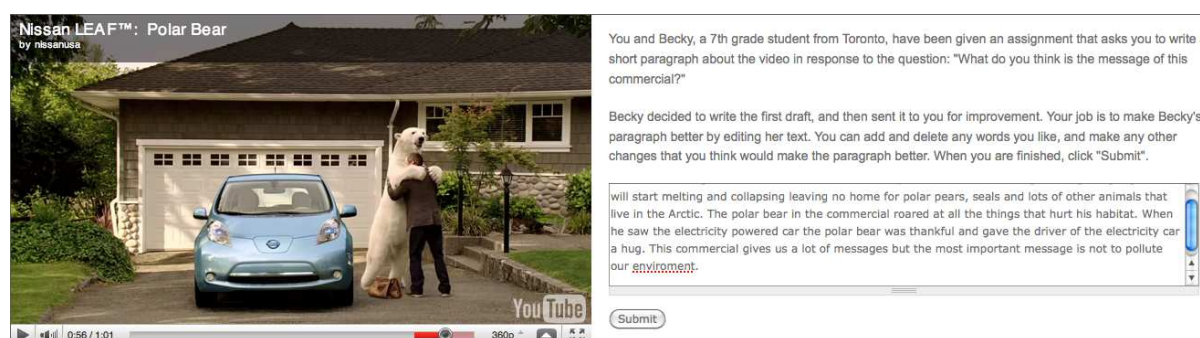 Nissan LEAF™: Polar Bear
by nissanusa
YouTube
0:56 / 1:01
360p
You and Becky, a 7th grade student from Toronto, have been given an assignment that asks you to write
short paragraph about the video in response to the question: "What do you think is the message of this
commercial?"
Becky decided to write the first draft, and then sent it to you for improvement. Your job is to make Becky's
paragraph better by editing her text. You can add and delete any words you like, and make any other
changes that you think would make the paragraph better. When you are finished, click "Submit".
will start melting and collapsing leaving no home for polar pears, seals and lots of other animals that
live in the Arctic. The polar bear in the commercial roared at all the things that hurt his habitat. When
he saw the electricity powered car the polar bear was thankful and gave the driver of the electricity car
a hug. This commercial gives us a lot of messages but the most important message is not to pollute
our enviroment.
Submit